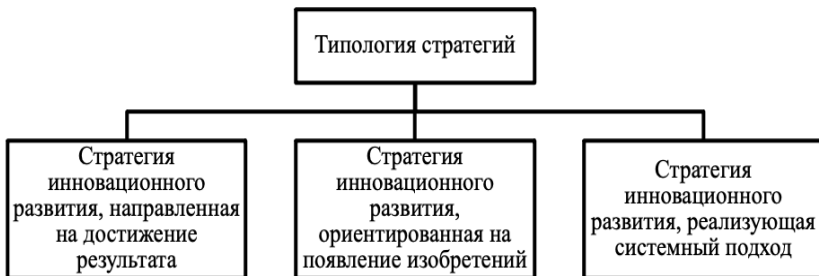 Типология стратегий
Стратегия
инновационного
развития, направленная
на достижение
результата
Стратегия
инновационного
развития,
ориентированная на
появление изобретений
Стратегия
инновационного
развития, реализующая
системный подход